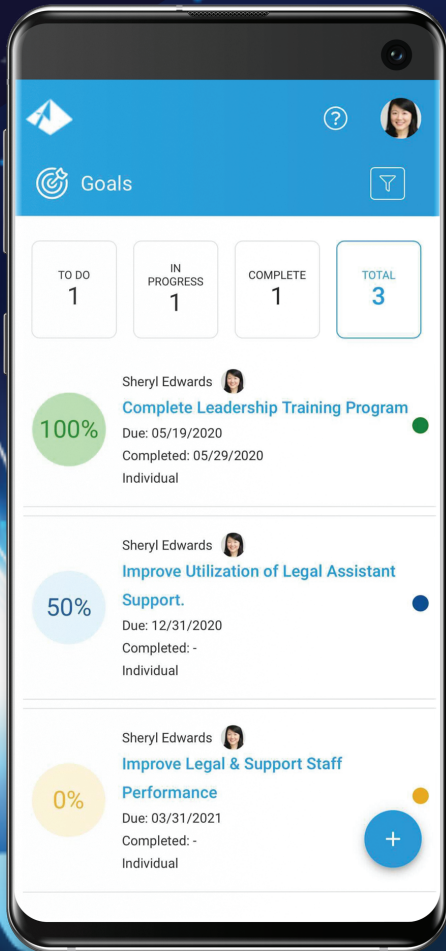 ?
Goals
TO DO
1
IN
PROGRESS
1
COMPLETE
1
TOTAL
3
Sheryl Edwards
100%
Complete Leadership Training Program
Due: 05/19/2020
Completed: 05/29/2020
Individual
Sheryl Edwards
50%
Improve Utilization of Legal Assistant
Support.
Due: 12/31/2020
Completed: -
Individual
Sheryl Edwards
0%
Improve Legal & Support Staff
Performance
Due: 03/31/2021
Completed: -
Individual
+